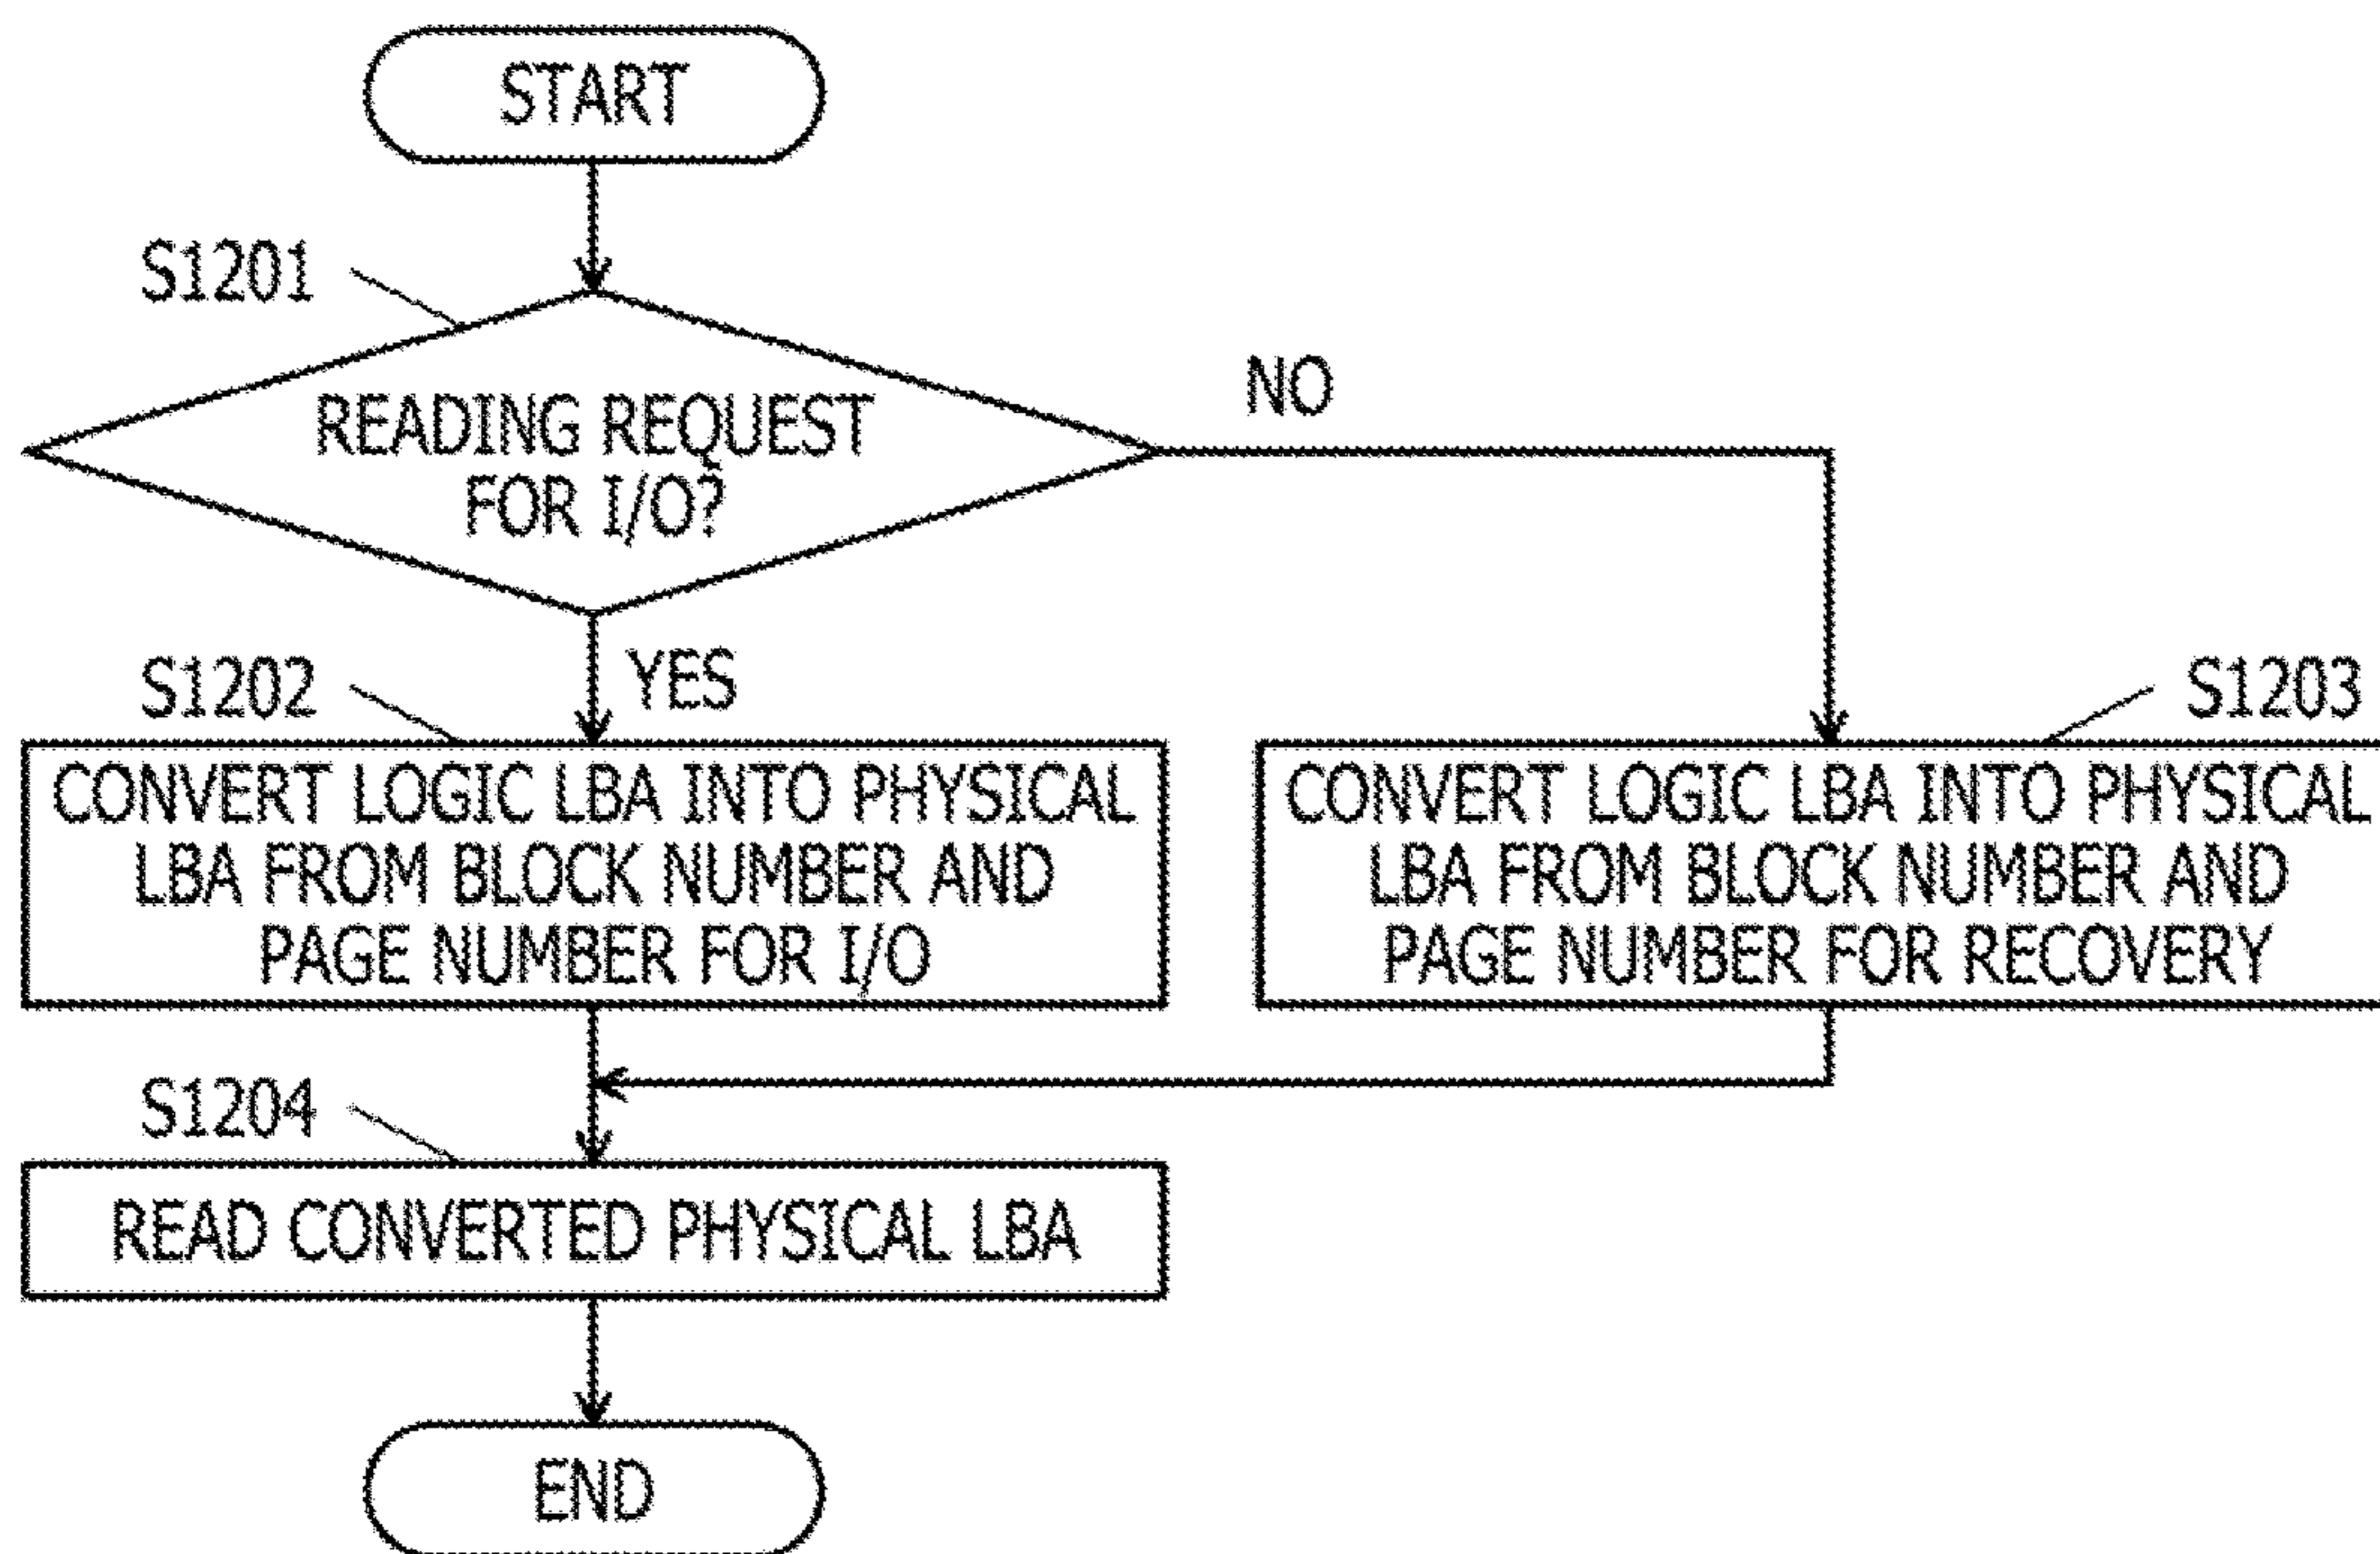 START
S1201
READING REQUEST
FOR I/O?
NO
YES
S1202
CONVERT LOGIC LBA INTO PHYSICAL
LBA FROM BLOCK NUMBER AND
PAGE NUMBER FOR I/O
S1203
CONVERT LOGIC LBA INTO PHYSICAL
LBA FROM BLOCK NUMBER AND
PAGE NUMBER FOR RECOVERY
S1204
READ CONVERTED PHYSICAL LBA
END